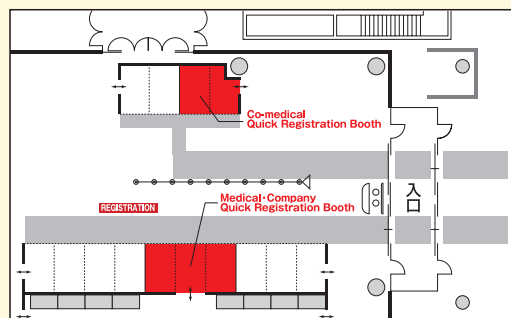 Co-medical
Quick Registration Booth
REGISTRATION
Medical・Company
Quick Registration Booth
入口